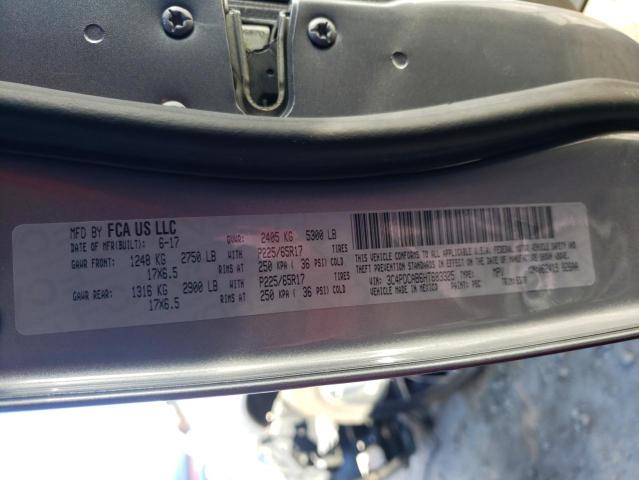 MFD BY FCA US LLC
DATE OF MFR(BUILT): 6-17
GVWR: 2405 KG 5300 LB
GAWR FRONT: 1248 KG 2750 LB WITH P225/65R17 TIRES
17X6.5 RIMS AT 250 KPA ( 36 PSI) COLD
GAWR REAR: 1316 KG 2900 LB WITH P225/65R17 TIRES
17X6.5 RIMS AT 250 KPA ( 36 PSI) COLD
THIS VEHICLE CONFORMS TO ALL APPLICABLE U.S.A. FEDERAL MOTOR VEHICLE SAFETY, BUMPER, AND
THEFT PREVENTION STANDARDS IN EFFECT ON THE DATE OF MANUFACTURE SHOWN ABOVE.
VIN: TYPE: MPV
VEHICLE MADE IN MEXICO PAINT: TRIM: